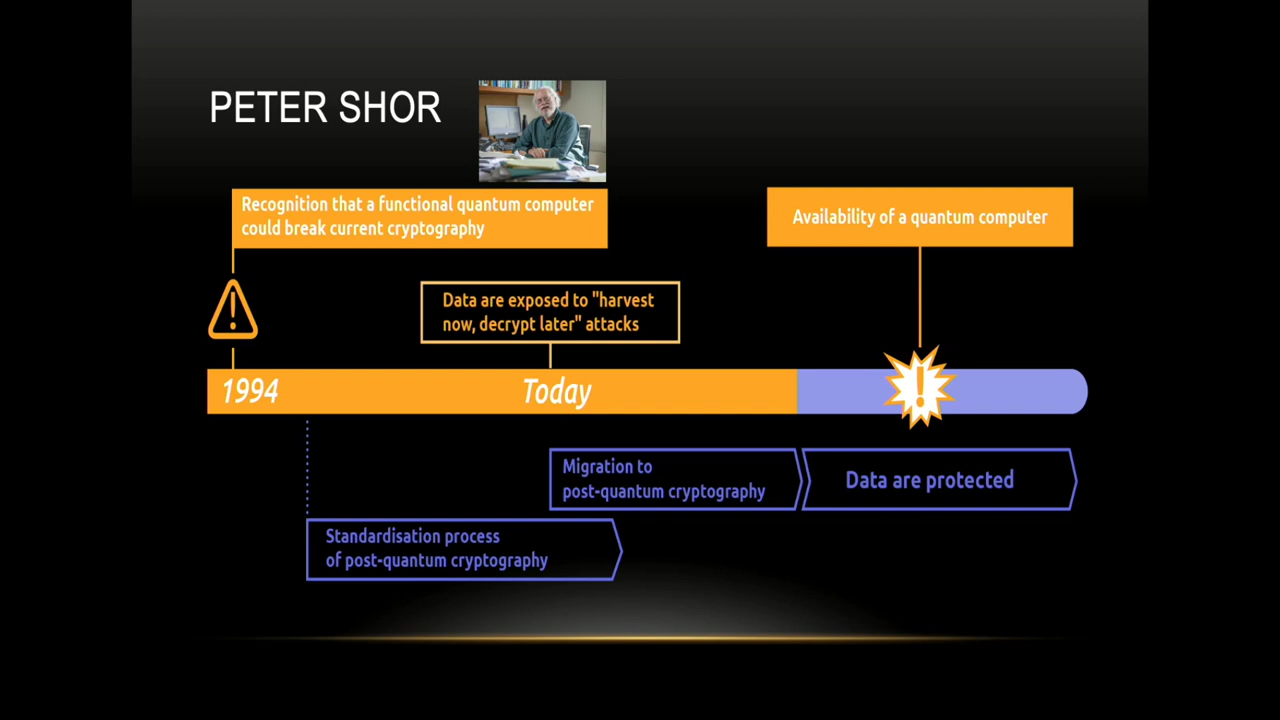 PETER SHOR
Recognition that a functional quantum computer
could break current cryptography
Availability of a quantum computer
Data are exposed to "harvest
now, decrypt later" attacks
1994
Today
!
Migration to
post-quantum cryptography
Data are protected
Standardisation process
of post-quantum cryptography